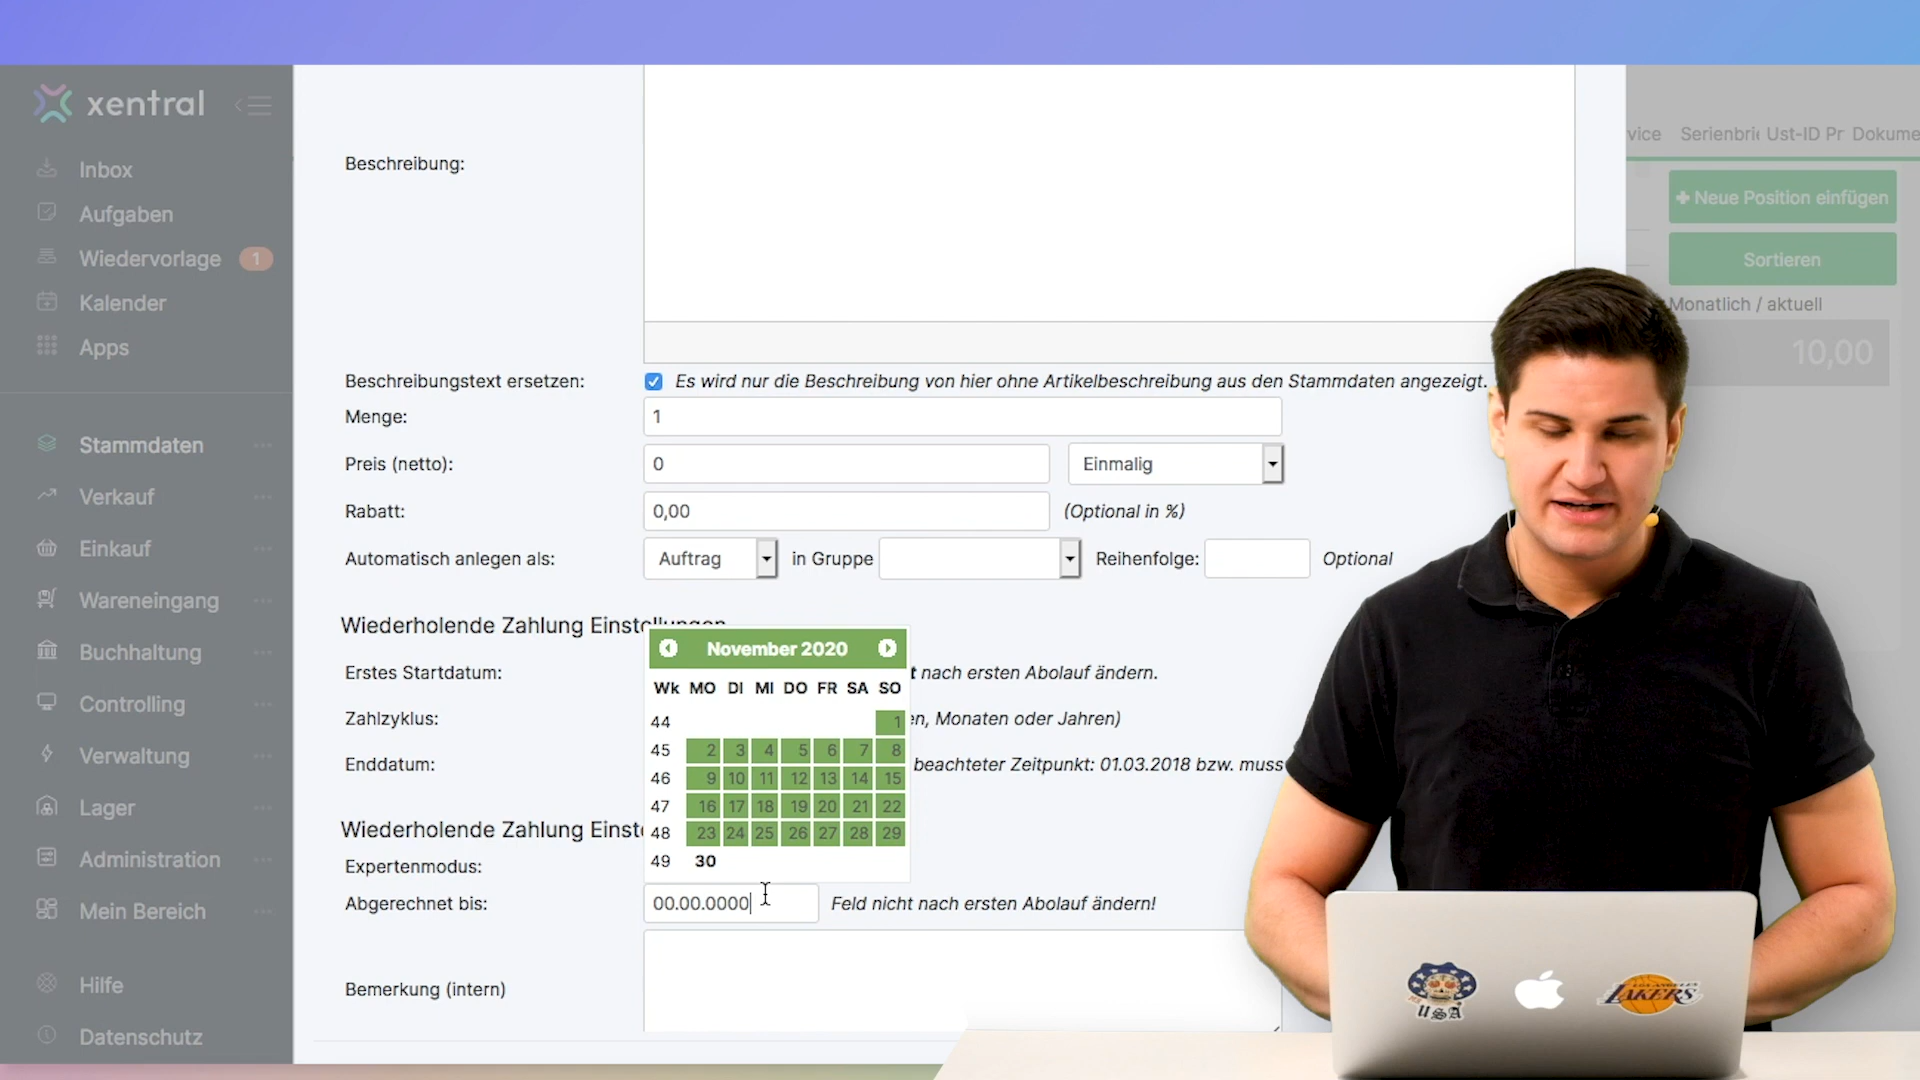 xentral
Inbox
Aufgaben
Wiedervorlage 1
Kalender
Apps
Stammdaten
Verkauf
Einkauf
Wareneingang
Buchhaltung
Controlling
Verwaltung
Lager
Administration
Mein Bereich
Hilfe
Datenschutz
Beschreibung:
Beschreibungstext ersetzen: Es wird nur die Beschreibung von hier ohne Artikelbeschreibung aus den Stammdaten angezeigt.
Menge: 1
Preis (netto): 0 Einmalig
Rabatt: 0,00 (Optional in %)
Automatisch anlegen als: Auftrag in Gruppe Reihenfolge: Optional
Wiederholende Zahlung Einstellungen
Erstes Startdatum: t nach ersten Abolauf ändern.
Zahlzyklus: en, Monaten oder Jahren)
Enddatum: beachteter Zeitpunkt: 01.03.2018 bzw. muss
November 2020
Wk MO DI MI DO FR SA SO
44 1
45 2 3 4 5 6 7 8
46 9 10 11 12 13 14 15
47 16 17 18 19 20 21 22
48 23 24 25 26 27 28 29
49 30
Wiederholende Zahlung Einst
Expertenmodus:
Abgerechnet bis: 00.00.0000 Feld nicht nach ersten Abolauf ändern!
Bemerkung (intern)
vice Serienbri Ust-ID Pr Dokume
Neue Position einfügen
Sortieren
Monatlich / aktuell
10,00
USA
LOS ANGELES
LAKERS